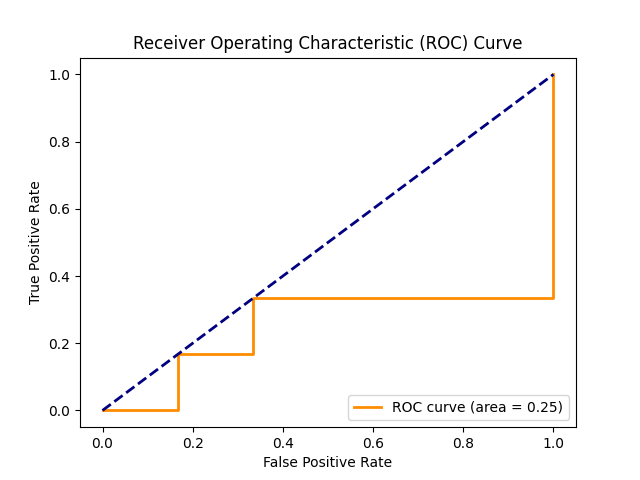 Receiver Operating Characteristic (ROC) Curve
1.0
0.8
0.6
0.4
0.2
0.0
True Positive Rate
ROC curve (area = 0.25)
0.0 0.2 0.4 0.6 0.8 1.0
False Positive Rate